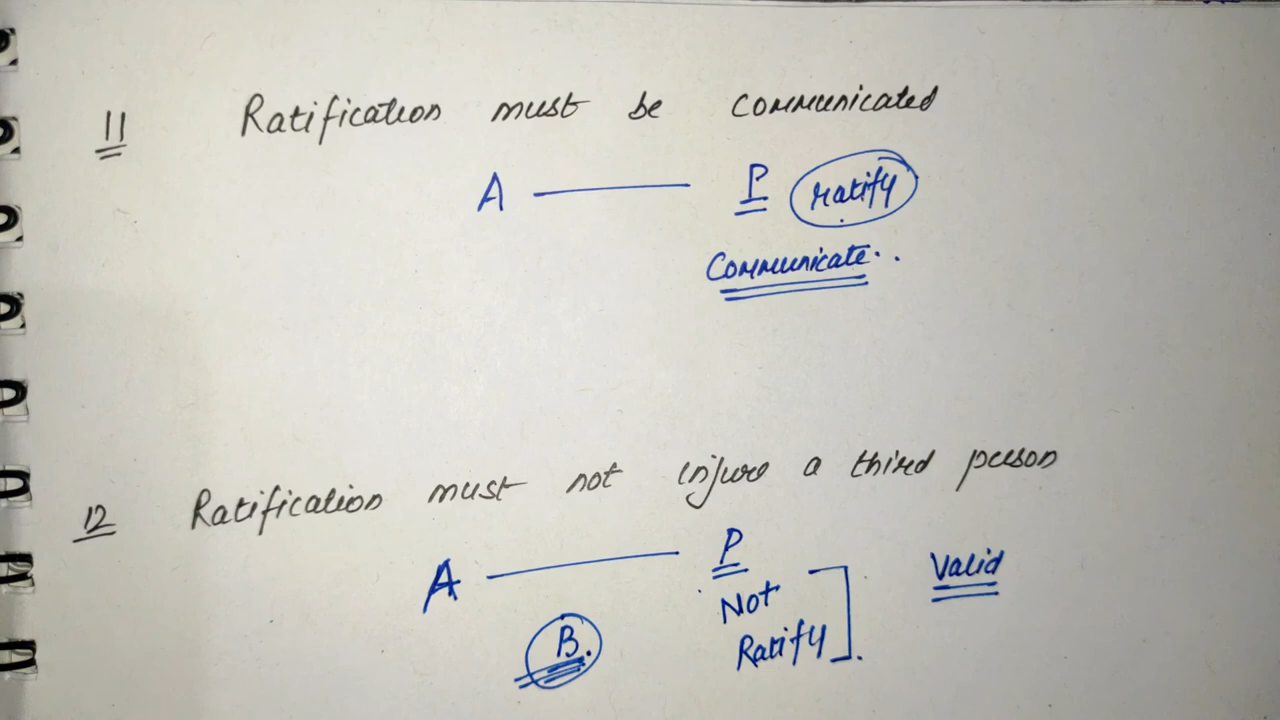 11 Ratification must be communicated
A P ratify
Communicate..
12 Ratification must not injure a third person
A P Valid
Not
B. Ratify